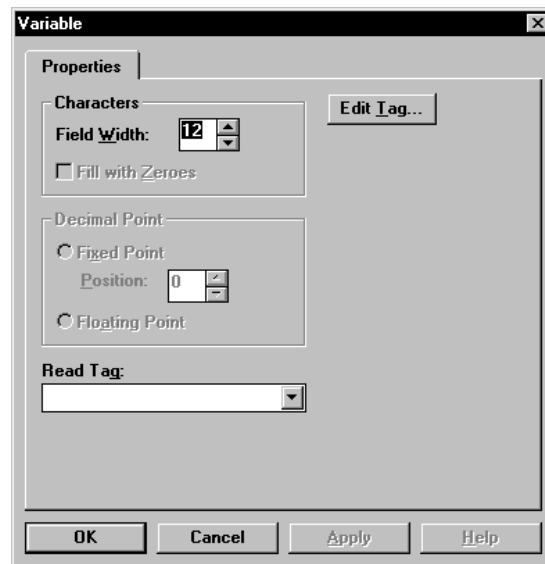 Variable
Properties
Characters
Edit Tag...
Field Width: 12
Fill with Zeroes
Decimal Point
Fixed Point
Position: 0
Floating Point
Read Tag:
OK Cancel Apply Help